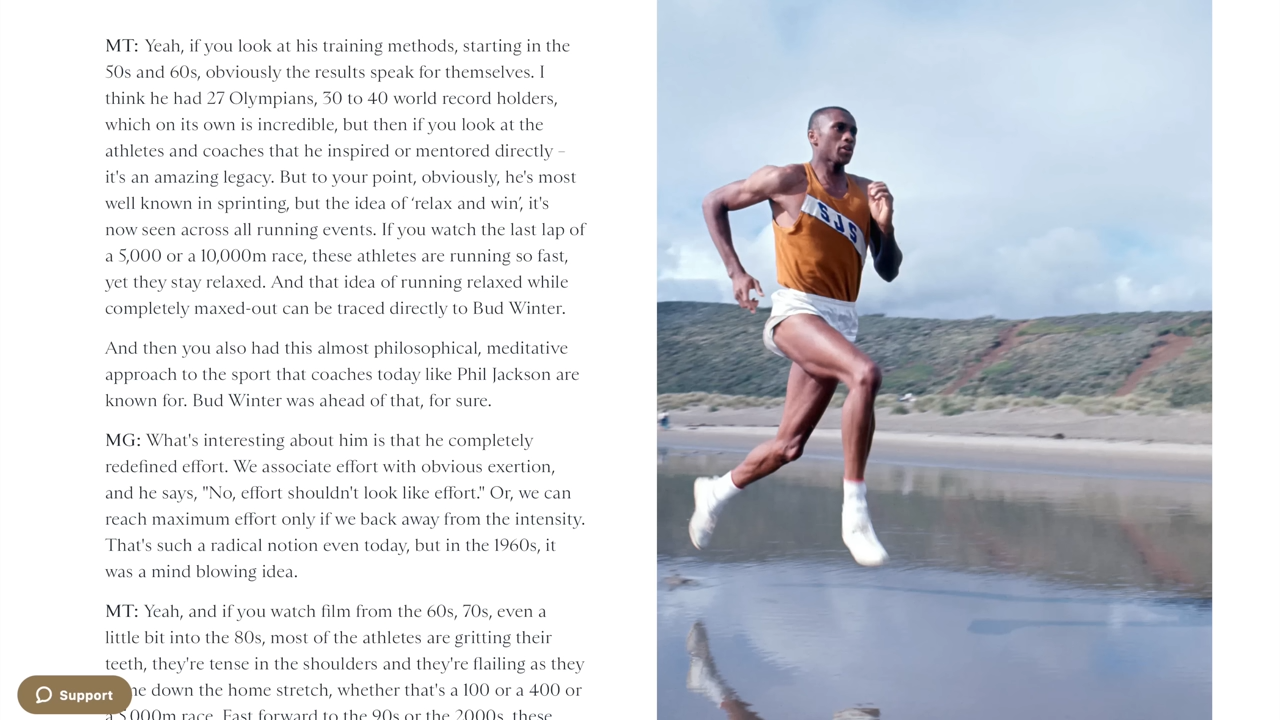 MT: Yeah, if you look at his training methods, starting in the
50s and 60s, obviously the results speak for themselves. I
think he had 27 Olympians, 30 to 40 world record holders,
which on its own is incredible, but then if you look at the
athletes and coaches that he inspired or mentored directly –
it's an amazing legacy. But to your point, obviously, he's most
well known in sprinting, but the idea of ‘relax and win’, it's
now seen across all running events. If you watch the last lap of
a 5,000 or a 10,000m race, these athletes are running so fast,
yet they stay relaxed. And that idea of running relaxed while
completely maxed-out can be traced directly to Bud Winter.
And then you also had this almost philosophical, meditative
approach to the sport that coaches today like Phil Jackson are
known for. Bud Winter was ahead of that, for sure.
MG: What's interesting about him is that he completely
redefined effort. We associate effort with obvious exertion,
and he says, "No, effort shouldn't look like effort." Or, we can
reach maximum effort only if we back away from the intensity.
That's such a radical notion even today, but in the 1960s, it
was a mind blowing idea.
MT: Yeah, and if you watch film from the 60s, 70s, even a
little bit into the 80s, most of the athletes are gritting their
teeth, they're tense in the shoulders and they're flailing as they
down the home stretch, whether that's a 100 or a 400 or
a 5,000m race. Fast forward to the 90s or the 2000s, these
Support
SJS